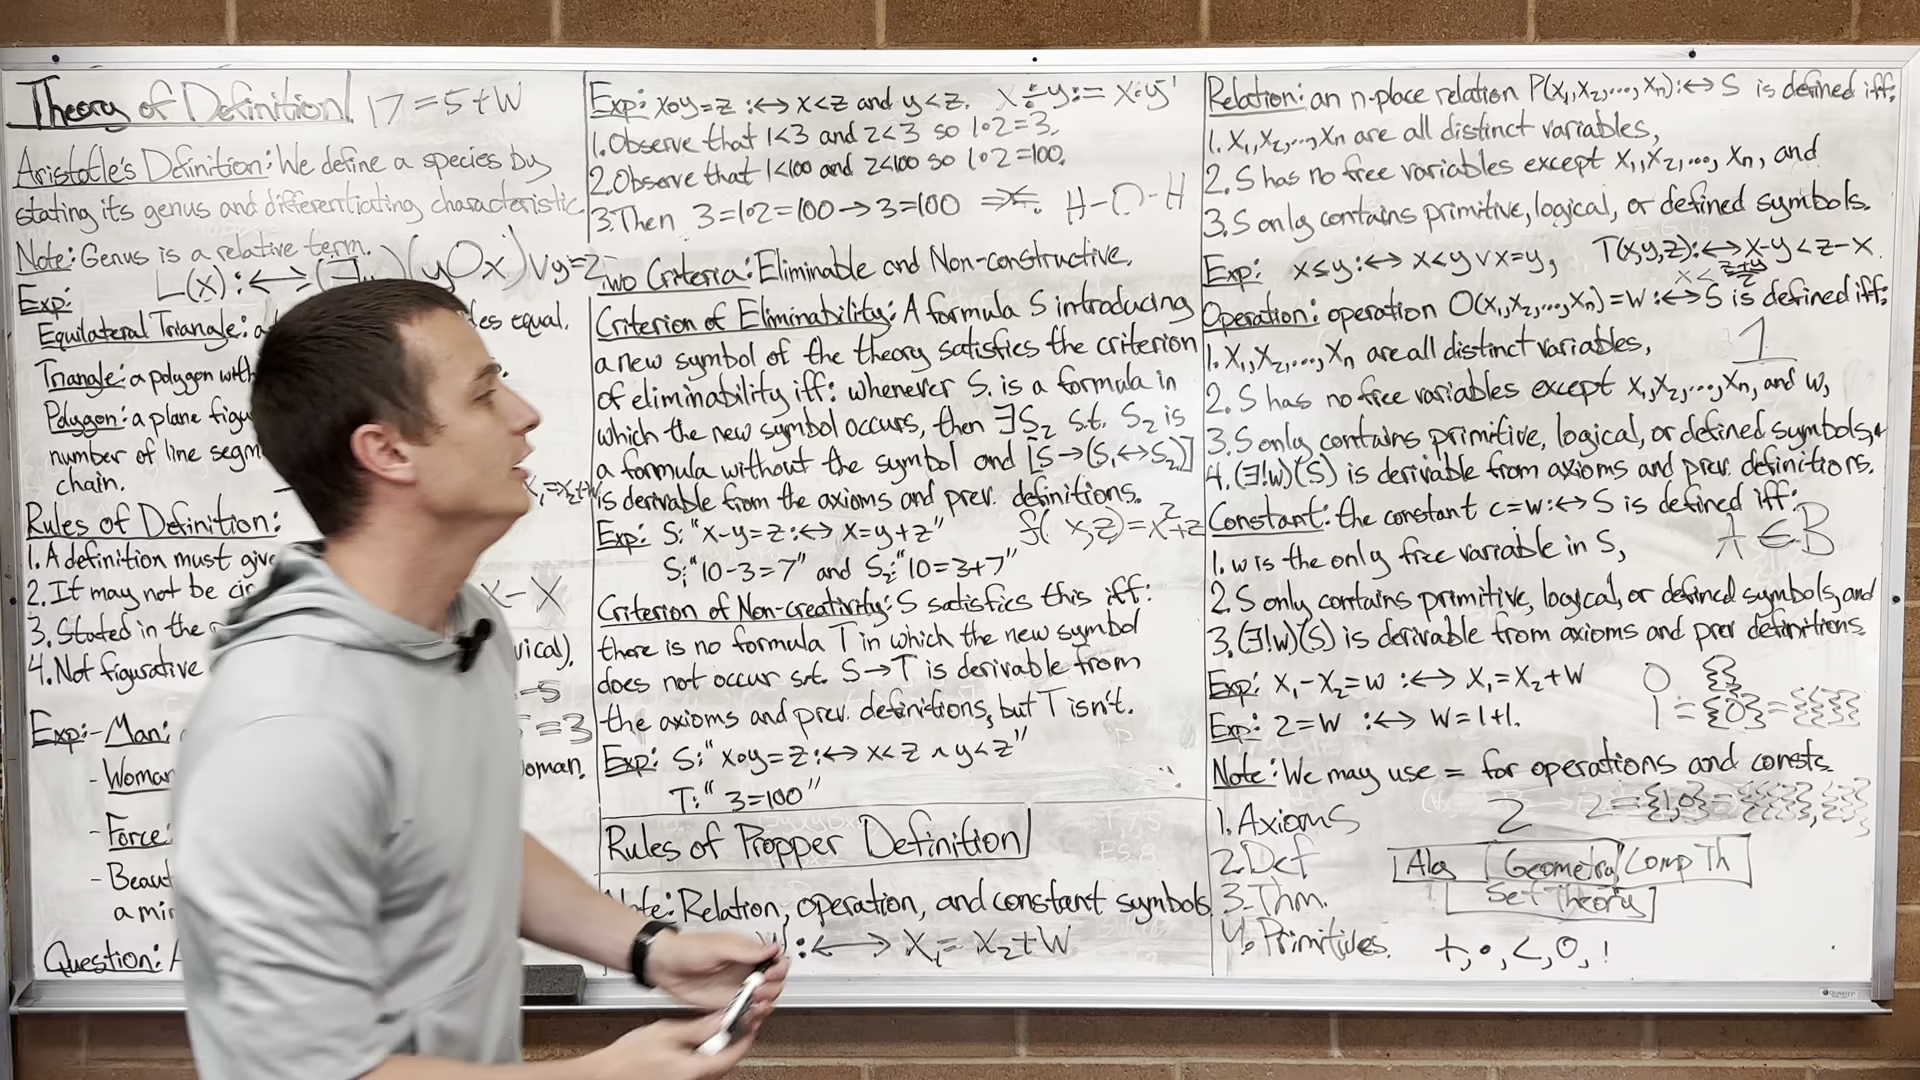 Theory of Definition 17=5+W
Aristotle's Definition: We define a species by
stating its genus and differentiating characteristic.
Note: Genus is a relative term.
L(x):↔(∃ )(yOx)∨y=2
Exp:
Equilateral Triangle: a les equal.
Triangle: a polygon with
Polygon: a plane figu
number of line segm
chain.
x₁=x₂+w
Rules of Definition:
1. A definition must give
2. It may not be cir X-X
3. Stated in the
4. Not figurative vical).
-5
=3
Exp: - Man:
- Woman oman.
- Force:
- Beaut
a min
Question: A
Exp: x∘y=z :↔ x<z and y<z. x÷y:=x·y⁻¹
1. Observe that 1<3 and 2<3 so 1∘2=3.
2. Observe that 1<100 and 2<100 so 1∘2=100.
3. Then 3=1∘2=100→3=100 H-O-H
Two Criteria: Eliminable and Non-constructive.
Criterion of Eliminability: A formula S introducing
a new symbol of the theory satisfies the criterion
of eliminability iff: whenever S₁ is a formula in
which the new symbol occurs, then ∃S₂ s.t. S₂ is
a formula without the symbol and [S→(S₁↔S₂)]
is derivable from the axioms and prev. definitions.
Exp: S: "x-y=z:↔ x=y+z" f(x,z)=x²+z
S₁:"10-3=7" and S₂:"10=3+7"
Criterion of Non-creativity: S satisfies this iff:
there is no formula T in which the new symbol
does not occur s.t. S→T is derivable from
the axioms and prev. definitions, but T isn't.
Exp: S:" x∘y=z:↔ x<z ∧ y<z"
T:" 3=100"
Rules of Propper Definition
Note: Relation, operation, and constant symbols
:↔ X₁= X₂+W
Relation: an n-place relation P(x₁,x₂,...,xₙ):↔ S is defined iff:
1. x₁,x₂,...,xₙ are all distinct variables,
2. S has no free variables except x₁,x₂,..., xₙ, and
3. S only contains primitive, logical, or defined symbols.
Exp: x≤y:↔ x<y ∨ x=y, T(x,y,z):↔ x-y<z-x
x< z+y/2
Operation: operation O(x₁,x₂,...,xₙ)=w:↔S is defined iff:
1. x₁,x₂,...,xₙ are all distinct variables, 1
2. S has no free variables except x₁,x₂,...,xₙ, and w,
3. S only contains primitive, logical, or defined symbols,+
4. (∃!w)(S) is derivable from axioms and prev. definitions.
Constant: the constant c=w:↔ S is defined iff:
1. w is the only free variable in S, A∈B
2. S only contains primitive, logical, or defined symbols, and
3. (∃!w)(S) is derivable from axioms and prev definitions.
Exp: x₁-x₂=w :↔ x₁=x₂+w 0 {}
Exp: 2=w :↔ w=1+1. 1={0}={{}}
Note: We may use = for operations and consts.
1. Axioms 2 2={1,0}={{{}},{}}
2. Def Alg Geometry Comp Th
3. Thm. Set Theory
4. Primitives. +,•,<,0,!